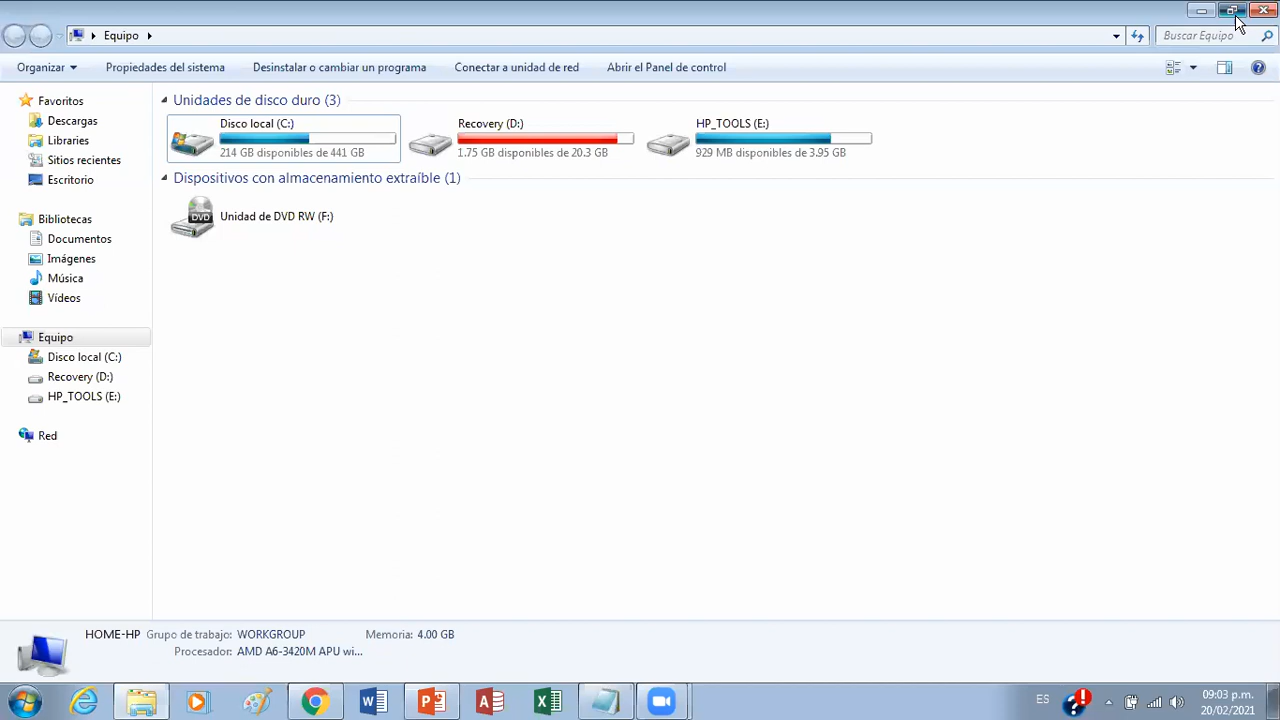 Equipo
Buscar Equipo
Organizar
Propiedades del sistema
Desinstalar o cambiar un programa
Conectar a unidad de red
Abrir el Panel de control
Favoritos
Descargas
Libraries
Sitios recientes
Escritorio
Bibliotecas
Documentos
Imágenes
Música
Vídeos
Equipo
Disco local (C:)
Recovery (D:)
HP_TOOLS (E:)
Red
Unidades de disco duro (3)
Disco local (C:)
214 GB disponibles de 441 GB
Recovery (D:)
1.75 GB disponibles de 20.3 GB
HP_TOOLS (E:)
929 MB disponibles de 3.95 GB
Dispositivos con almacenamiento extraíble (1)
DVD
Unidad de DVD RW (F:)
HOME-HP Grupo de trabajo: WORKGROUP Memoria: 4.00 GB
Procesador: AMD A6-3420M APU wi...
ES
09:03 p.m.
20/02/2021